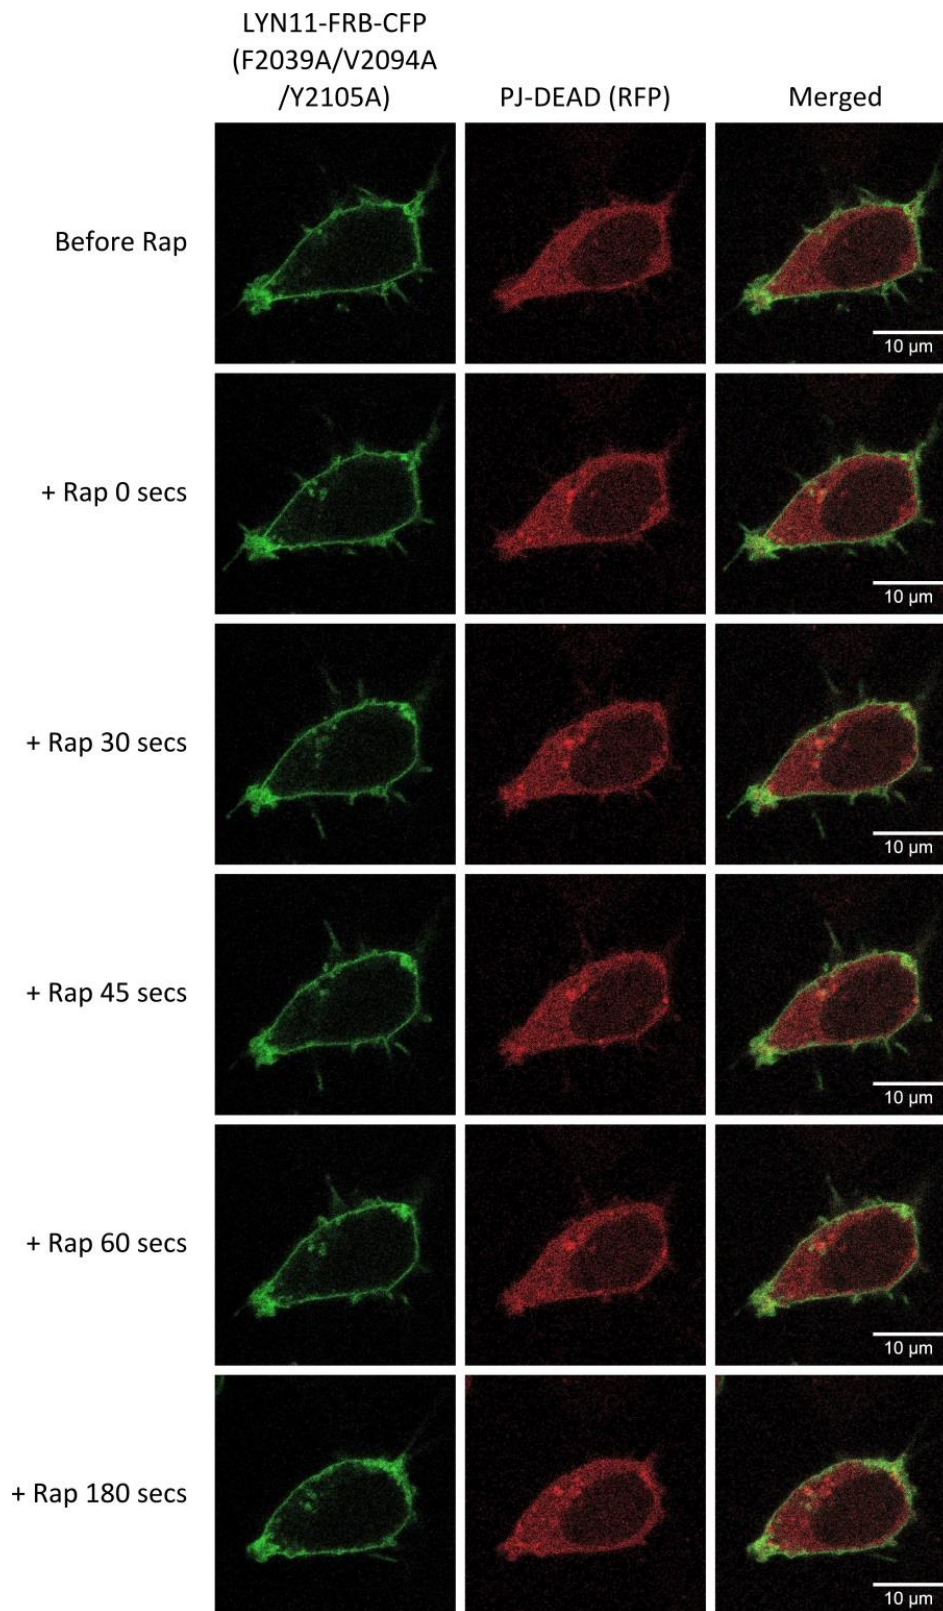 LYN11-FRB-CFP
(F2039A/V2094A
/Y2105A)
PJ-DEAD (RFP)
Merged
Before Rap
10 µm
+ Rap 0 secs
10 µm
+ Rap 30 secs
10 µm
+ Rap 45 secs
10 µm
+ Rap 60 secs
10 µm
+ Rap 180 secs
10 µm